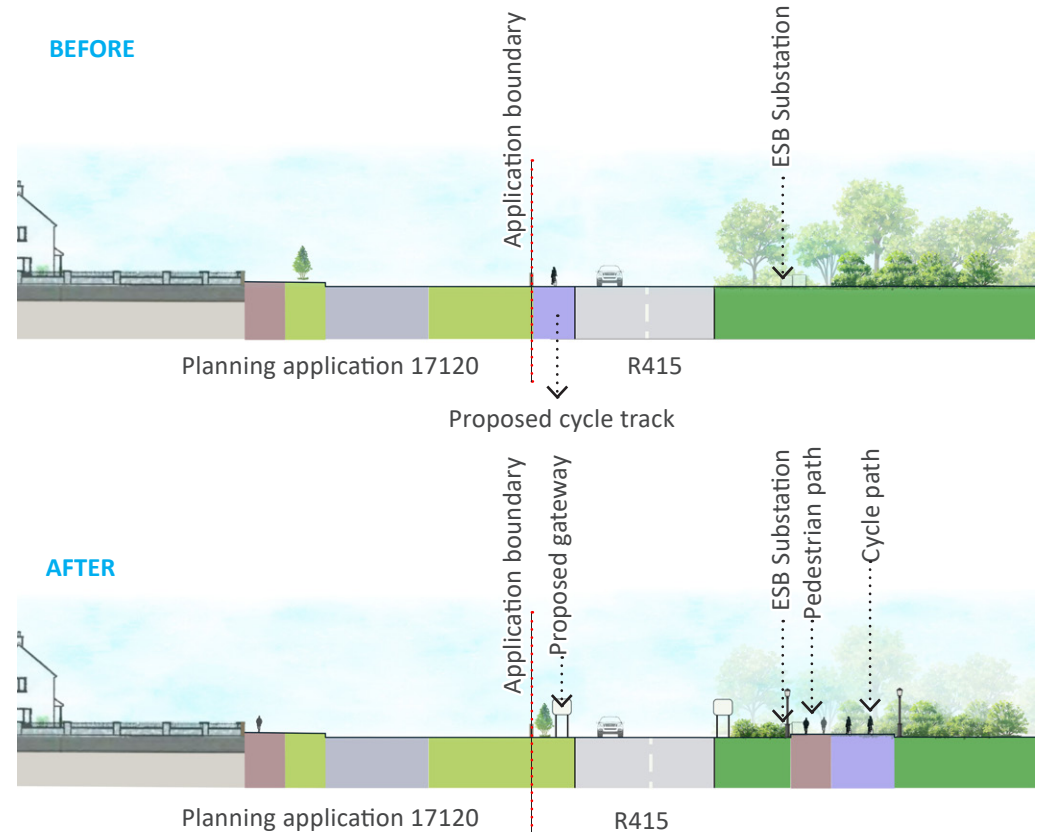 BEFORE
Application boundary
ESB Substation
Planning application 17120
R415
Proposed cycle track
AFTER
Application boundary
Proposed gateway
ESB Substation
Pedestrian path
Cycle path
Planning application 17120
R415